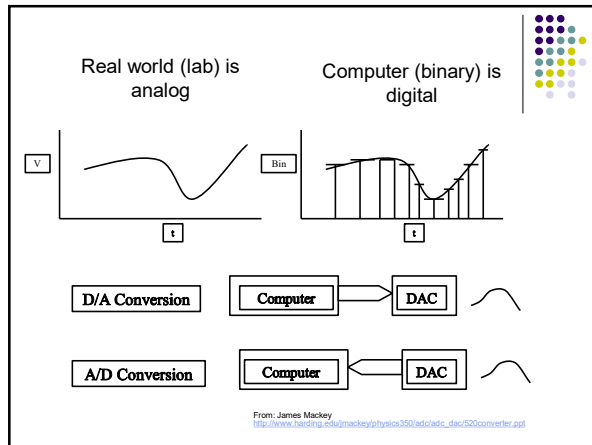 Real world (lab) is
analog
Computer (binary) is
digital
V
t
Bin
t
D/A Conversion
Computer
DAC
A/D Conversion
Computer
DAC
From: James Mackey
http://www.harding.edu/jmackey/physics350/adc/adc_dac/520converter.ppt